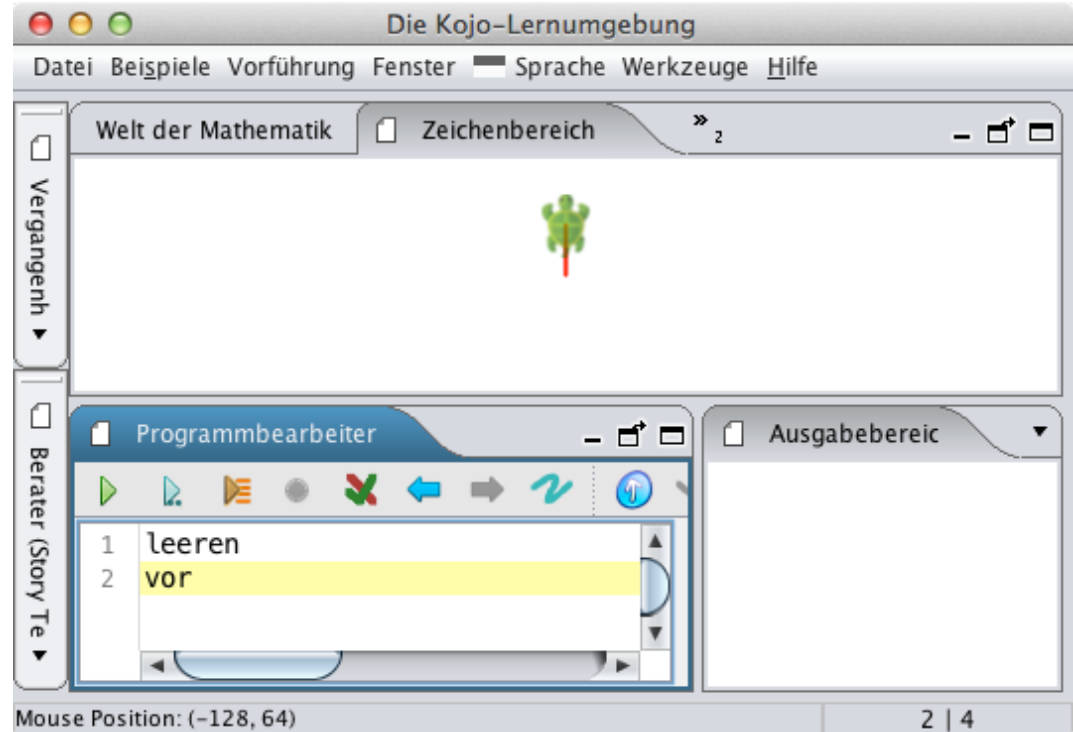 Die Kojo-Lernumgebung
Datei Beispiele Vorführung Fenster Sprache Werkzeuge Hilfe
Welt der Mathematik Zeichenbereich » 2
Vergangenh
Berater (Story Te
Programmbearbeiter
Ausgabebereic
1 leeren
2 vor
Mouse Position: (-128, 64) 2 | 4